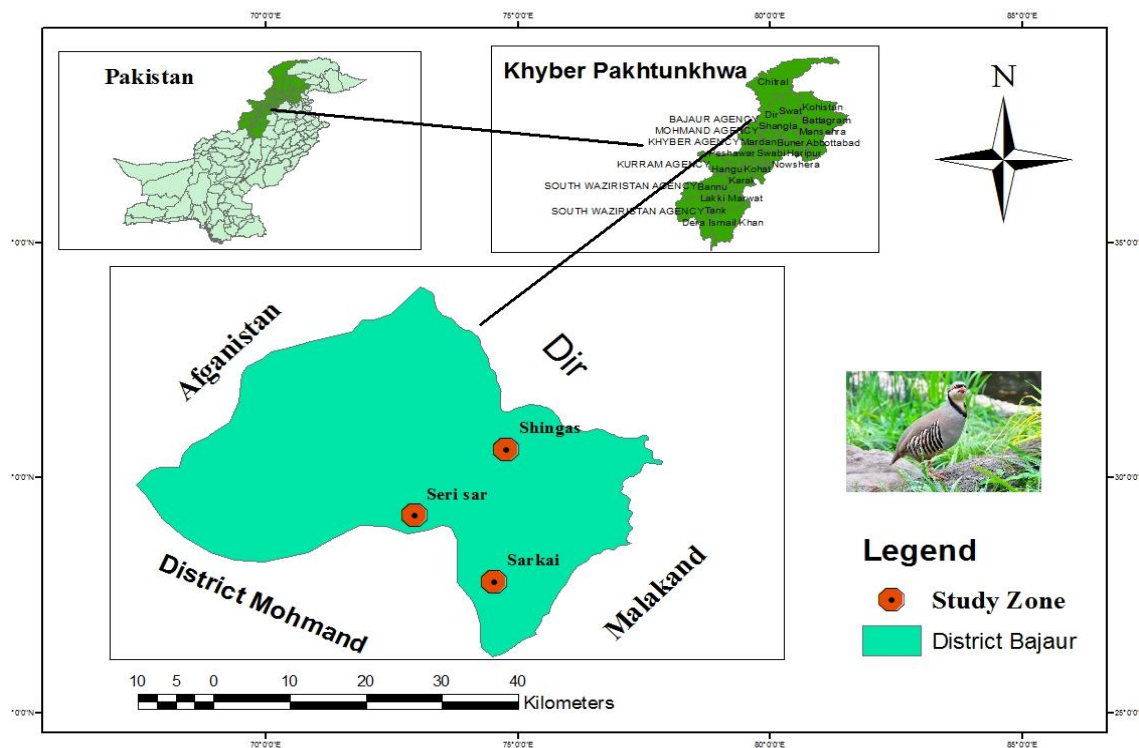 70°0'0"E 75°0'0"E 80°0'0"E 85°0'0"E
Pakistan
Khyber Pakhtunkhwa
Chitral
Kohistan
Dir Swat
BAJAUR AGENCY
Battagram
Shangla
MOHMAND AGENCY
Mansehra
KHYBER AGENCY
Mardan Buner Abbottabad
Swabi Haripur
KURRAM AGENCY
Nowshera
Hangu Kohat
Karak
SOUTH WAZIRISTAN AGENCY Bannu
Lakki Marwat
SOUTH WAZIRISTAN AGENCY Tank
Dera Ismail Khan
N
35°0'0"N
Afganistan
Dir
Shingas
Seri sar
Sarkai
District Mohmand
Malakand
30°0'0"N
Legend
Study Zone
District Bajaur
10 5 0 10 20 30 40
Kilometers
25°0'0"N
70°0'0"E 75°0'0"E 80°0'0"E 85°0'0"E